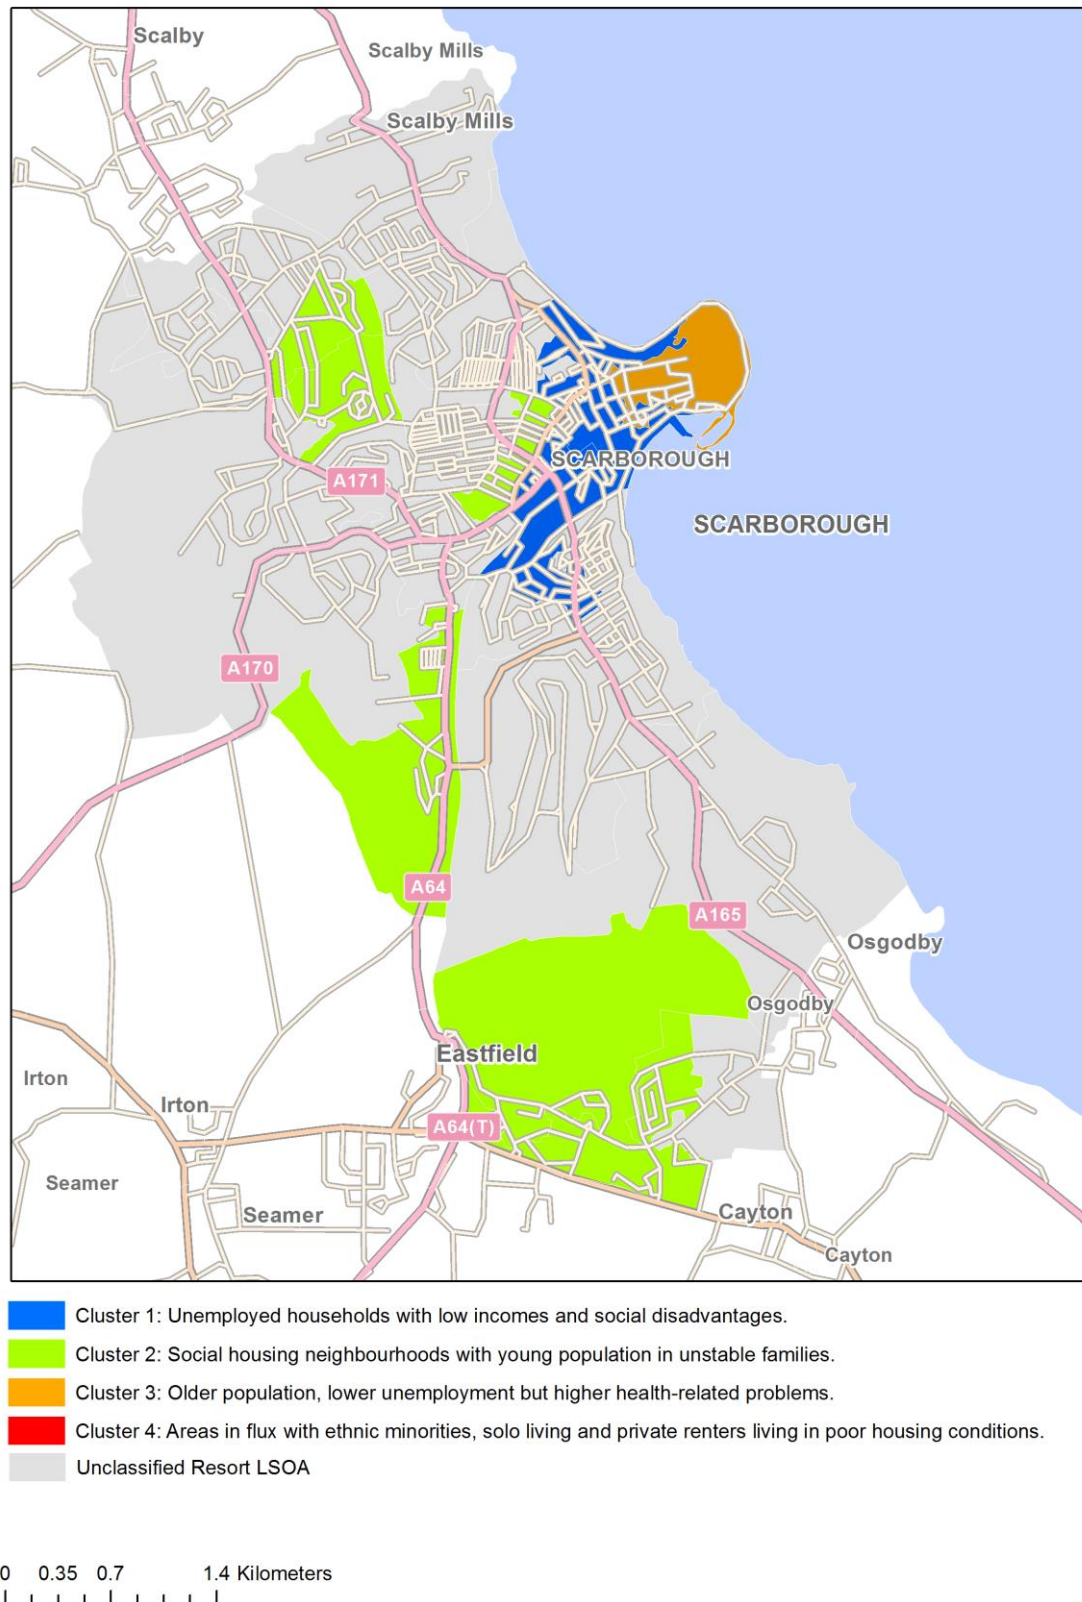 Scalby
Scalby Mills
Scalby Mills
SCARBOROUGH
A171
SCARBOROUGH
A170
A64
A165
Osgodby
Osgodby
Eastfield
Irton
Irton
A64(T)
Seamer
Seamer
Cayton
Cayton
Cluster 1: Unemployed households with low incomes and social disadvantages.
Cluster 2: Social housing neighbourhoods with young population in unstable families.
Cluster 3: Older population, lower unemployment but higher health-related problems.
Cluster 4: Areas in flux with ethnic minorities, solo living and private renters living in poor housing conditions.
Unclassified Resort LSOA
0 0.35 0.7 1.4 Kilometers